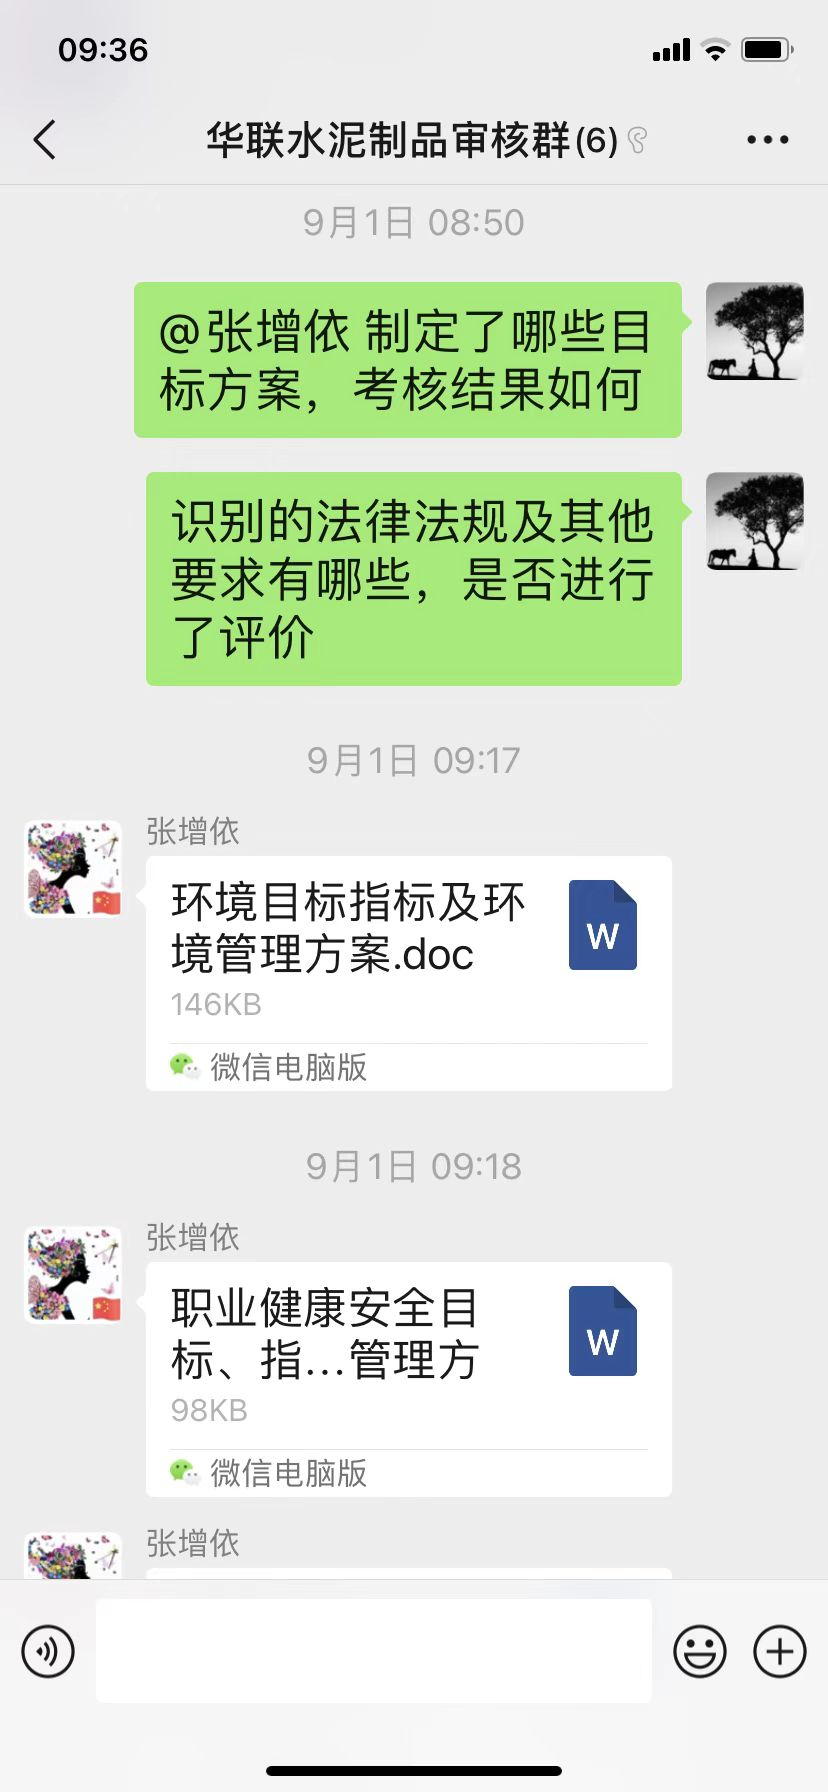 09:36
华联水泥制品审核群(6)
9月1日 08:50
@张增依 制定了哪些目
标方案，考核结果如何
识别的法律法规及其他
要求有哪些，是否进行
了评价
9月1日 09:17
张增依
环境目标指标及环
境管理方案.doc
W
146KB
微信电脑版
9月1日 09:18
张增依
职业健康安全目
标、指...管理方
W
98KB
微信电脑版
张增依